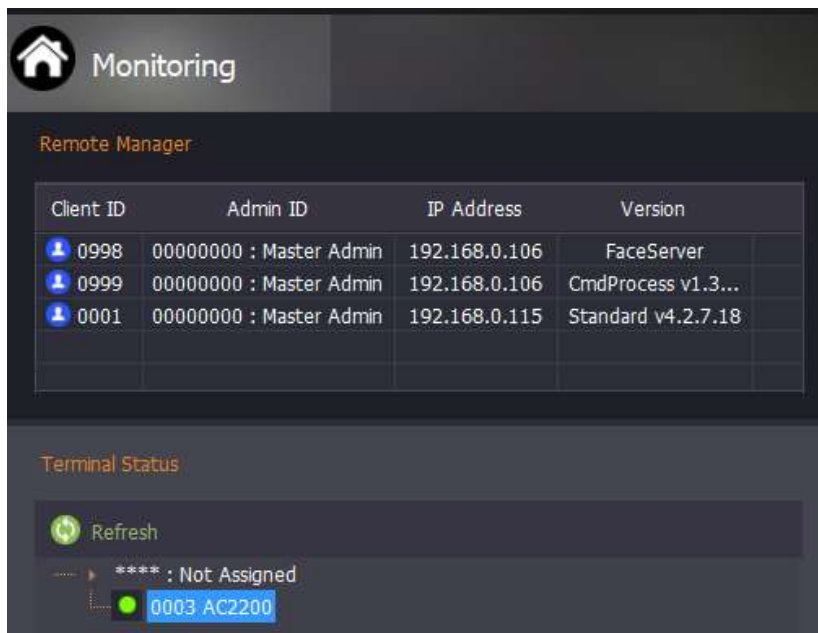 Monitoring
Remote Manager
Client ID Admin ID IP Address Version
0998 00000000 : Master Admin 192.168.0.106 FaceServer
0999 00000000 : Master Admin 192.168.0.106 CmdProcess v1.3...
0001 00000000 : Master Admin 192.168.0.115 Standard v4.2.7.18
Terminal Status
Refresh
**** : Not Assigned
0003 AC2200